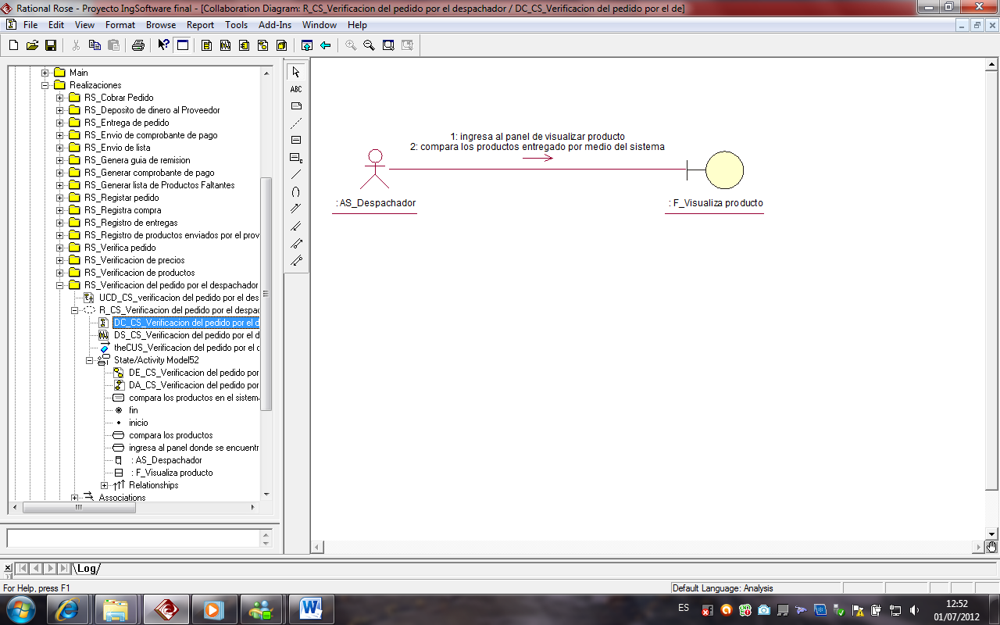 Rational Rose - Proyecto IngSoftware final - [Collaboration Diagram: R_CS_Verificacion del pedido por el despachador / DC_CS_Verificacion del pedido por el de]
File Edit View Format Browse Report Tools Add-Ins Window Help
Main
Realizaciones
RS_Cobrar Pedido
RS_Deposito de dinero al Proveedor
RS_Entrega de pedido
RS_Envio de comprobante de pago
RS_Envio de lista
RS_Genera guia de remision
RS_Generar comprobante de pago
RS_Generar lista de Productos Faltantes
RS_Registar pedido
RS_Registra compra
RS_Registro de entregas
RS_Registro de productos enviados por el prov
RS_Verifica pedido
RS_Verificacion de precios
RS_Verificacion de productos
RS_Verificacion del pedido por el despachador
UCD_CS_verificacion del pedido por el des
R_CS_Verificacion del pedido por el despac
DC_CS_Verificacion del pedido por el d
DS_CS_Verificacion del pedido por el d
theCUS_Verificacion del pedido por el d
State/Activity Model52
DE_CS_Verificacion del pedido por
DA_CS_Verificacion del pedido por
compara los productos en el sistema
fin
inicio
compara los productos
ingresa al panel donde se encuentr
: AS_Despachador
: F_Visualiza producto
Relationships
Associations
ABC
1: ingresa al panel de visualizar producto
2: compara los productos entregado por medio del sistema
: AS_Despachador
: F_Visualiza producto
Log
For Help, press F1
Default Language: Analysis
ES
12:52
01/07/2012